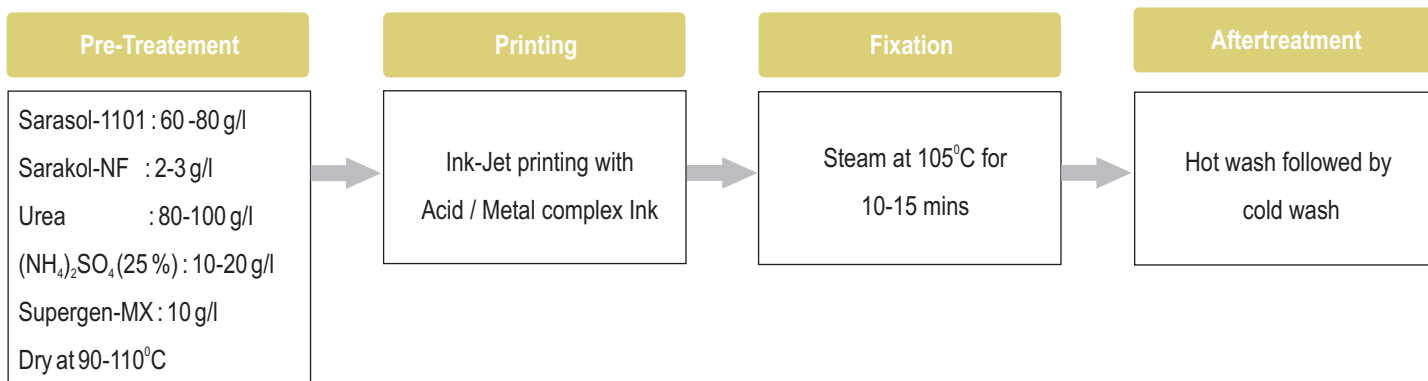 Pre-Treatement
Sarasol-1101 : 60 -80 g/l
Sarakol-NF : 2-3 g/l
Urea : 80-100 g/l
(NH₄)₂SO₄(25 %) : 10-20 g/l
Supergen-MX : 10 g/l
Dry at 90-110⁰C
Printing
Ink-Jet printing with
Acid / Metal complex Ink
Fixation
Steam at 105⁰C for
10-15 mins
Aftertreatment
Hot wash followed by
cold wash